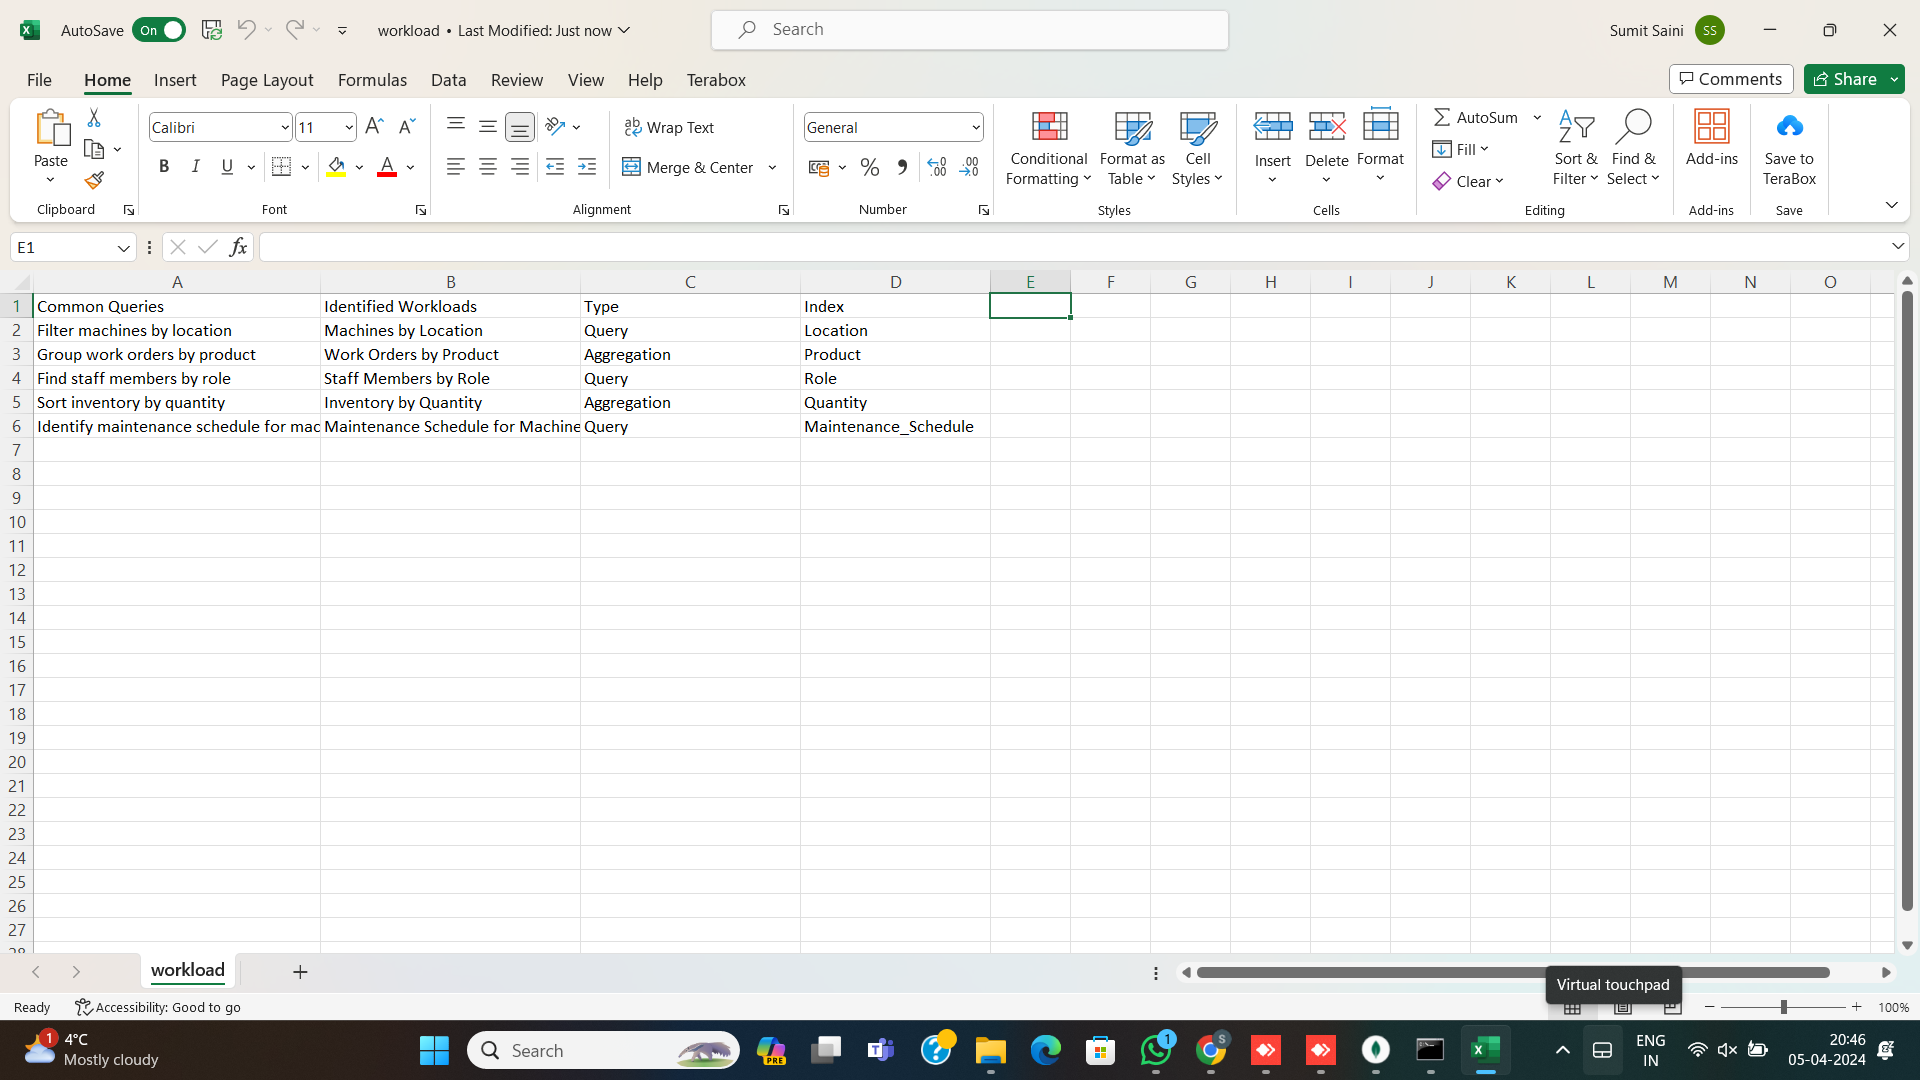 AutoSave On workload • Last Modified: Just now Search Sumit Saini SS
File Home Insert Page Layout Formulas Data Review View Help Terabox Comments Share
Paste Calibri 11 Wrap Text General Conditional Formatting Format as Table Cell Styles Insert Delete Format AutoSum Fill Clear Sort & Filter Find & Select Add-ins Save to TeraBox
B I U A Merge & Center % 
Clipboard Font Alignment Number Styles Cells Editing Add-ins Save
E1 fx
A B C D E F G H I J K L M N O
1 Common Queries Identified Workloads Type Index
2 Filter machines by location Machines by Location Query Location
3 Group work orders by product Work Orders by Product Aggregation Product
4 Find staff members by role Staff Members by Role Query Role
5 Sort inventory by quantity Inventory by Quantity Aggregation Quantity
6 Identify maintenance schedule for mac Maintenance Schedule for Machine Query Maintenance_Schedule
7
8
9
10
11
12
13
14
15
16
17
18
19
20
21
22
23
24
25
26
27
28
workload
Virtual touchpad
Ready Accessibility: Good to go 100%
1 4°C Search PRE 1 S ENG 20:46
Mostly cloudy IN 05-04-2024